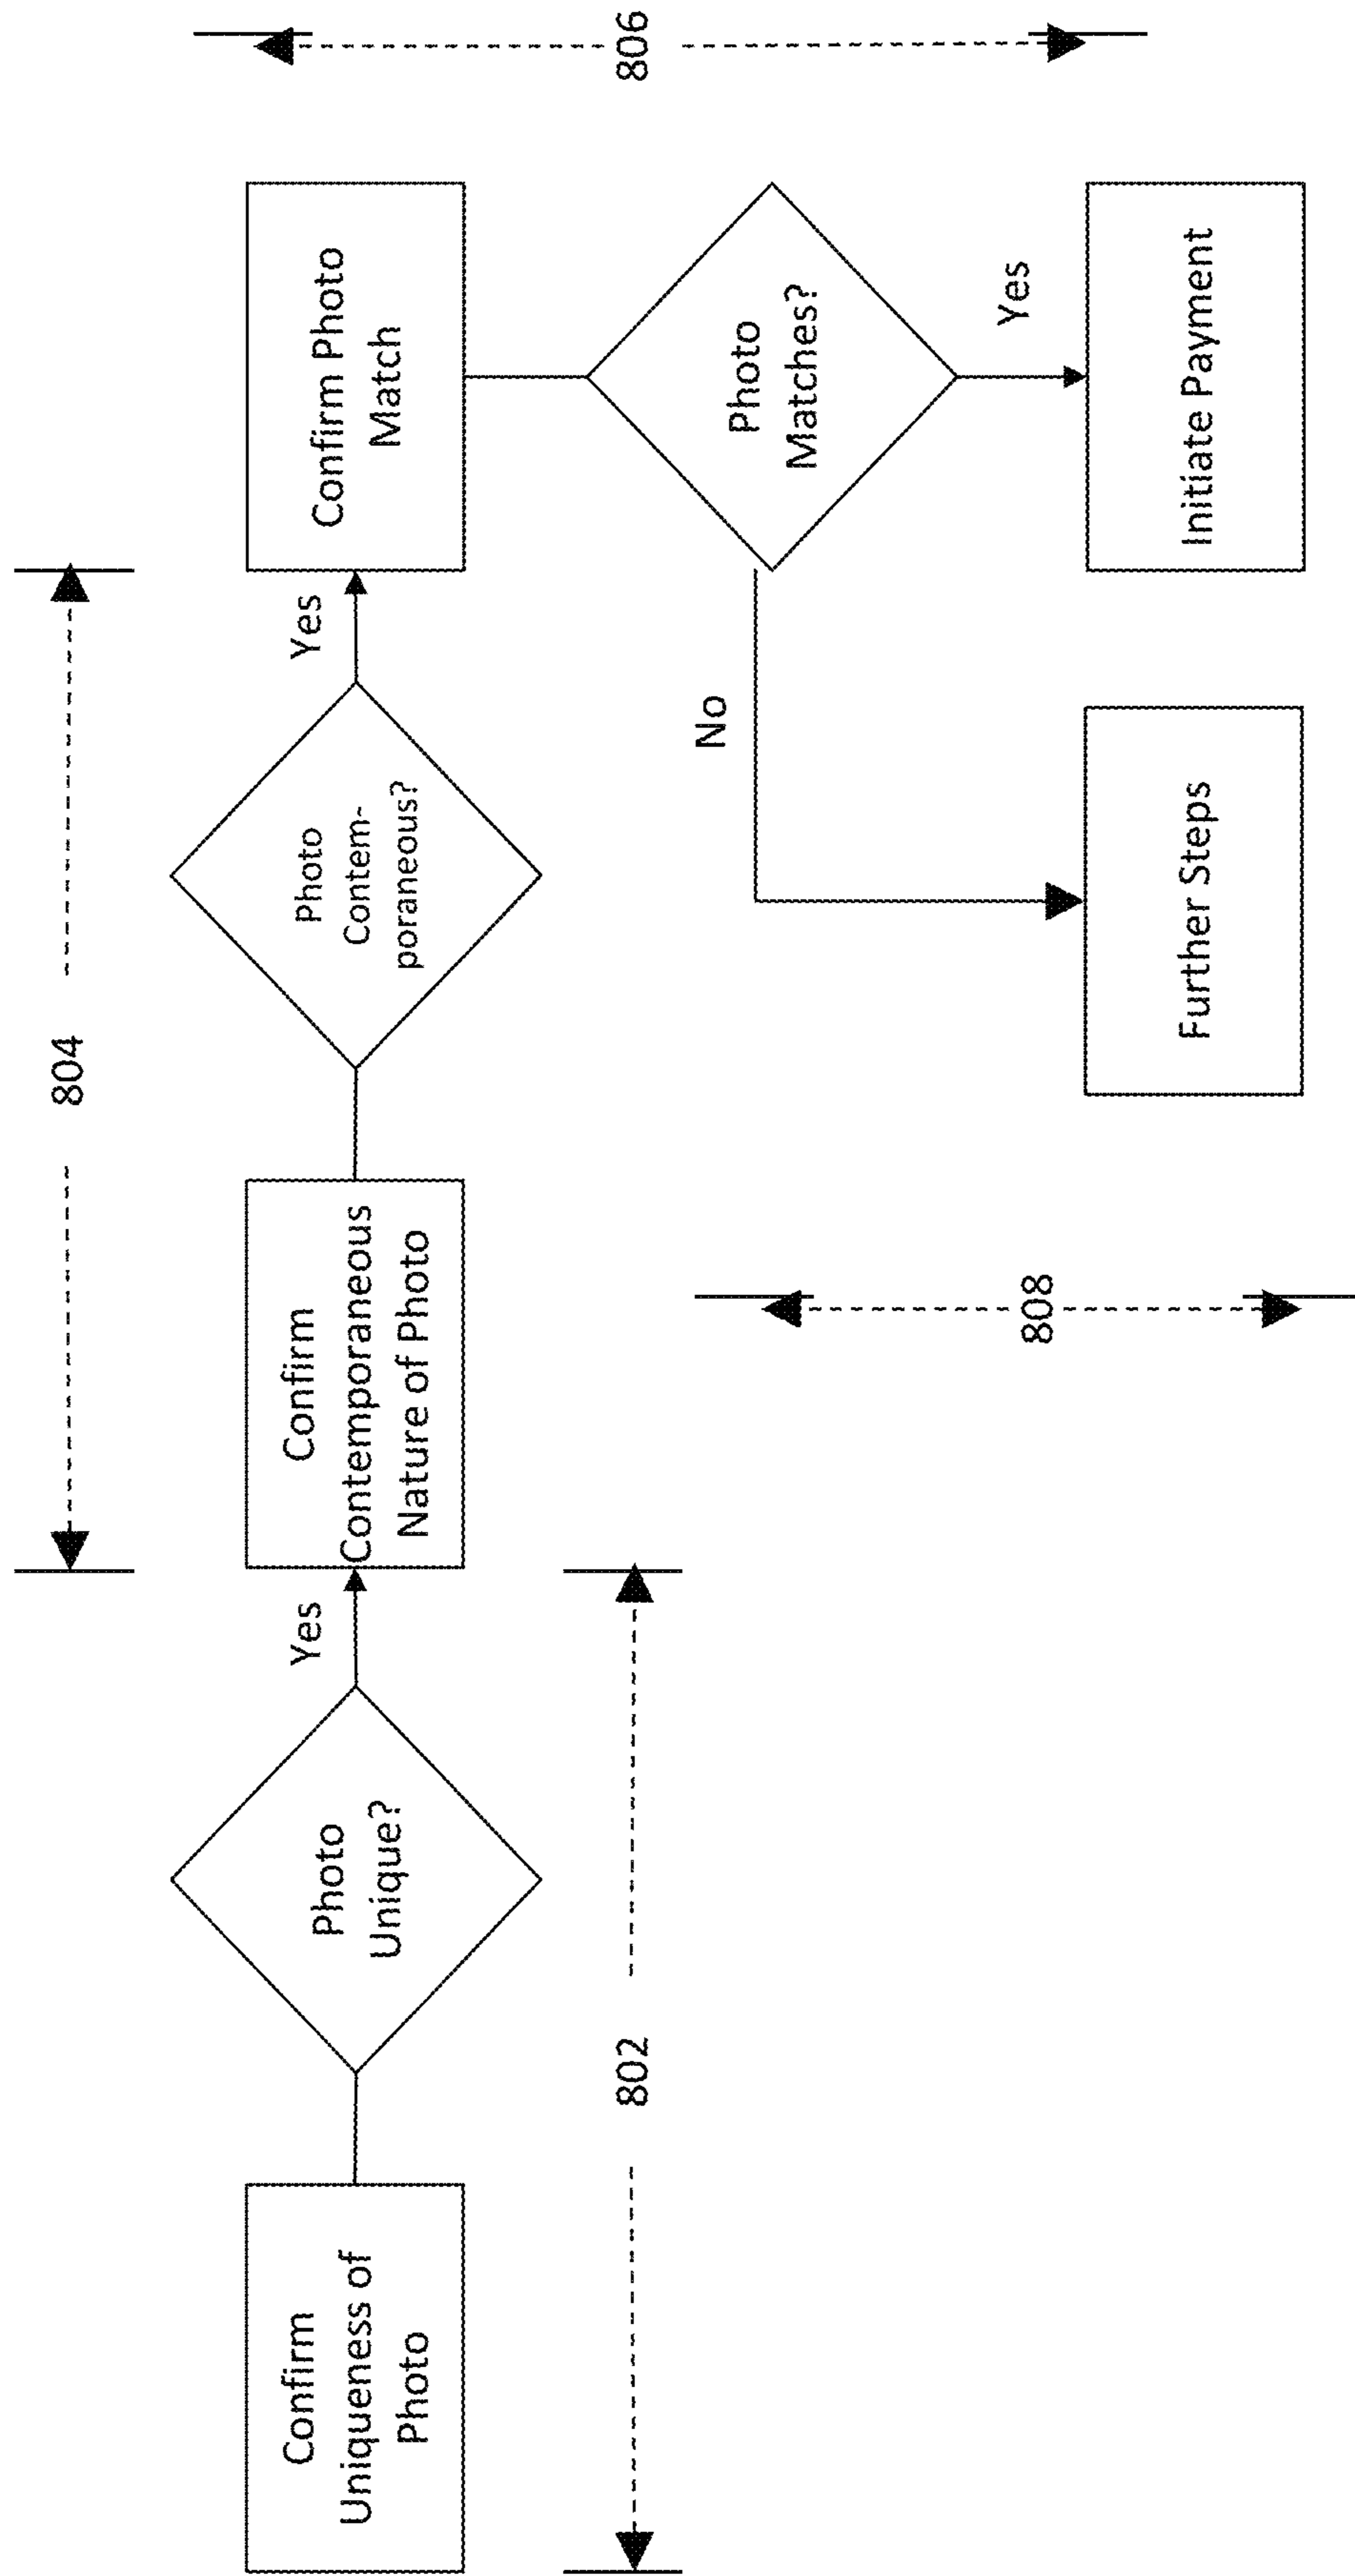 804
Confirm
Uniqueness of
Photo
Photo
Unique?
Yes
Confirm
Contemporaneous
Nature of Photo
Photo
Contem-
poraneous?
Yes
Confirm Photo
Match
802
806
808
No
Photo
Matches?
Yes
Further Steps
Initiate Payment